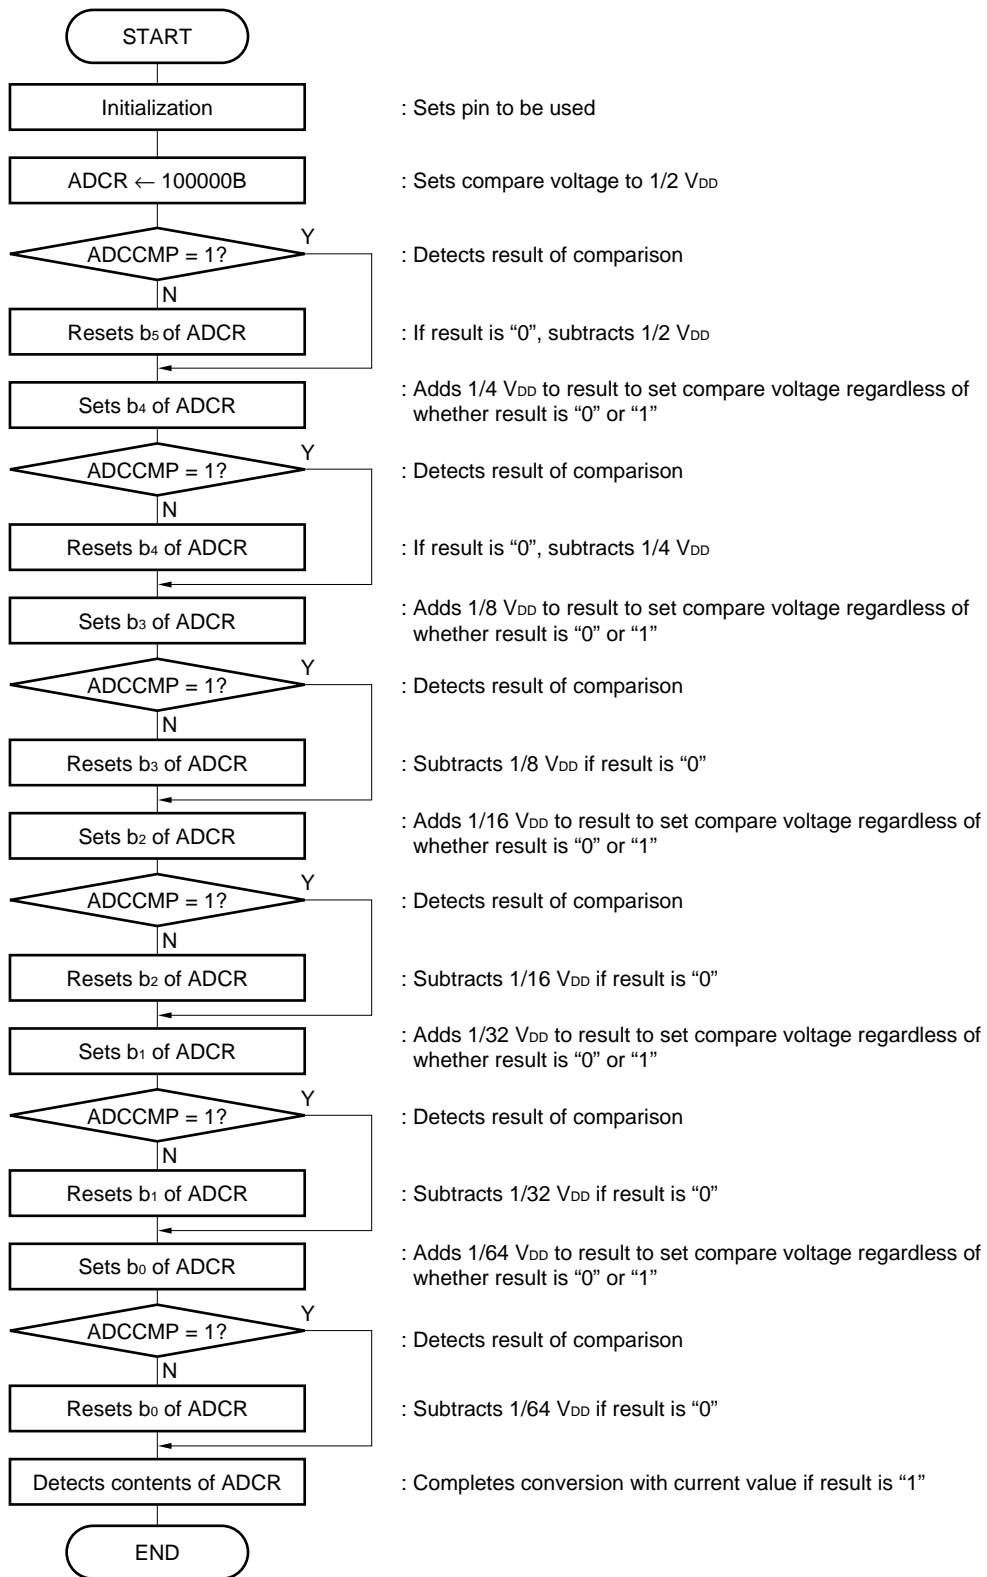 START
Initialization
: Sets pin to be used
ADCR ← 100000B
: Sets compare voltage to 1/2 VDD
Y
ADCCMP = 1?
: Detects result of comparison
N
Resets b5 of ADCR
: If result is “0”, subtracts 1/2 VDD
Sets b4 of ADCR
: Adds 1/4 VDD to result to set compare voltage regardless of
whether result is “0” or “1”
Y
ADCCMP = 1?
: Detects result of comparison
N
Resets b4 of ADCR
: If result is “0”, subtracts 1/4 VDD
Sets b3 of ADCR
: Adds 1/8 VDD to result to set compare voltage regardless of
whether result is “0” or “1”
Y
ADCCMP = 1?
: Detects result of comparison
N
Resets b3 of ADCR
: Subtracts 1/8 VDD if result is “0”
Sets b2 of ADCR
: Adds 1/16 VDD to result to set compare voltage regardless of
whether result is “0” or “1”
Y
ADCCMP = 1?
: Detects result of comparison
N
Resets b2 of ADCR
: Subtracts 1/16 VDD if result is “0”
Sets b1 of ADCR
: Adds 1/32 VDD to result to set compare voltage regardless of
whether result is “0” or “1”
Y
ADCCMP = 1?
: Detects result of comparison
N
Resets b1 of ADCR
: Subtracts 1/32 VDD if result is “0”
Sets b0 of ADCR
: Adds 1/64 VDD to result to set compare voltage regardless of
whether result is “0” or “1”
Y
ADCCMP = 1?
: Detects result of comparison
N
Resets b0 of ADCR
: Subtracts 1/64 VDD if result is “0”
Detects contents of ADCR
: Completes conversion with current value if result is “1”
END